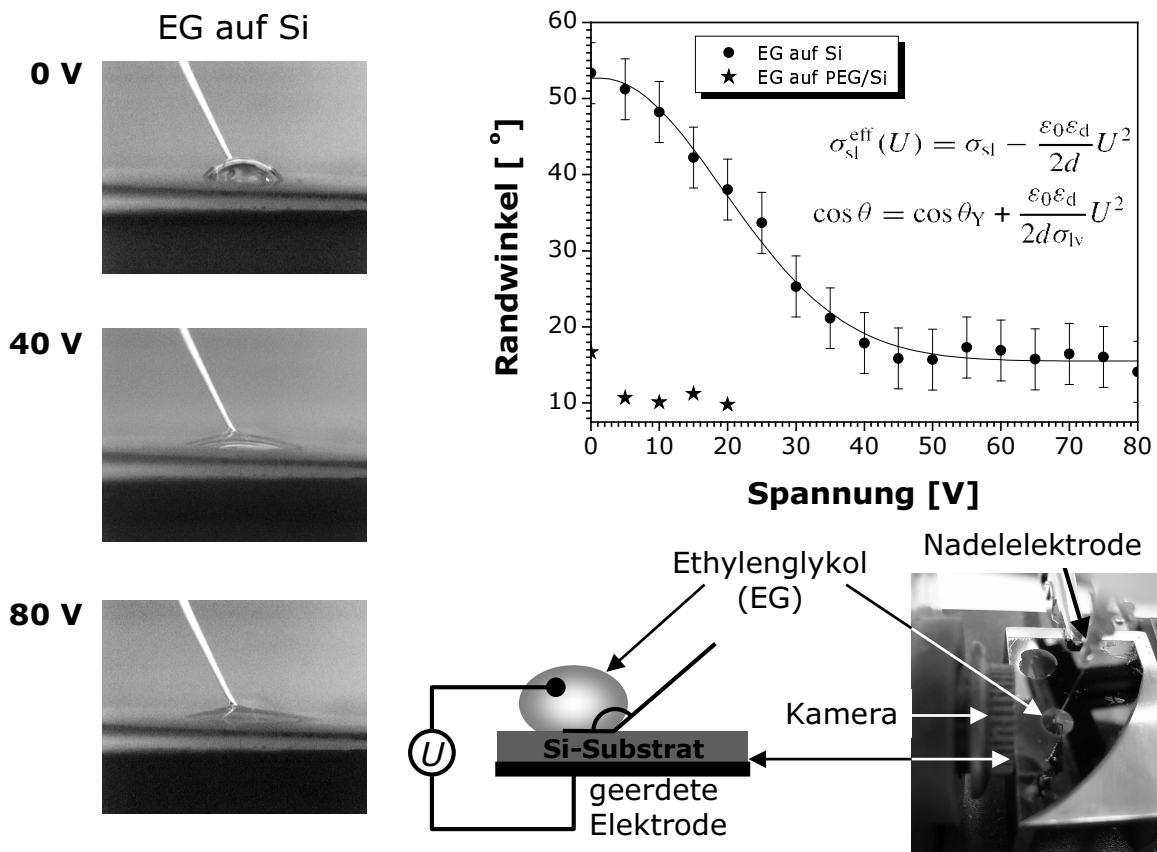 EG auf Si
0 V
40 V
80 V
60
50
40
30
20
10
0 10 20 30 40 50 60 70 80
Randwinkel [ °]
Spannung [V]
EG auf Si
EG auf PEG/Si
σ_sl^eff(U) = σ_sl − (ε₀ε_d / 2d) U²
cos θ = cos θ_Y + (ε₀ε_d / 2dσ_lv) U²
Ethylenglykol
(EG)
Nadelelektrode
Kamera
U
Si-Substrat
geerdete
Elektrode